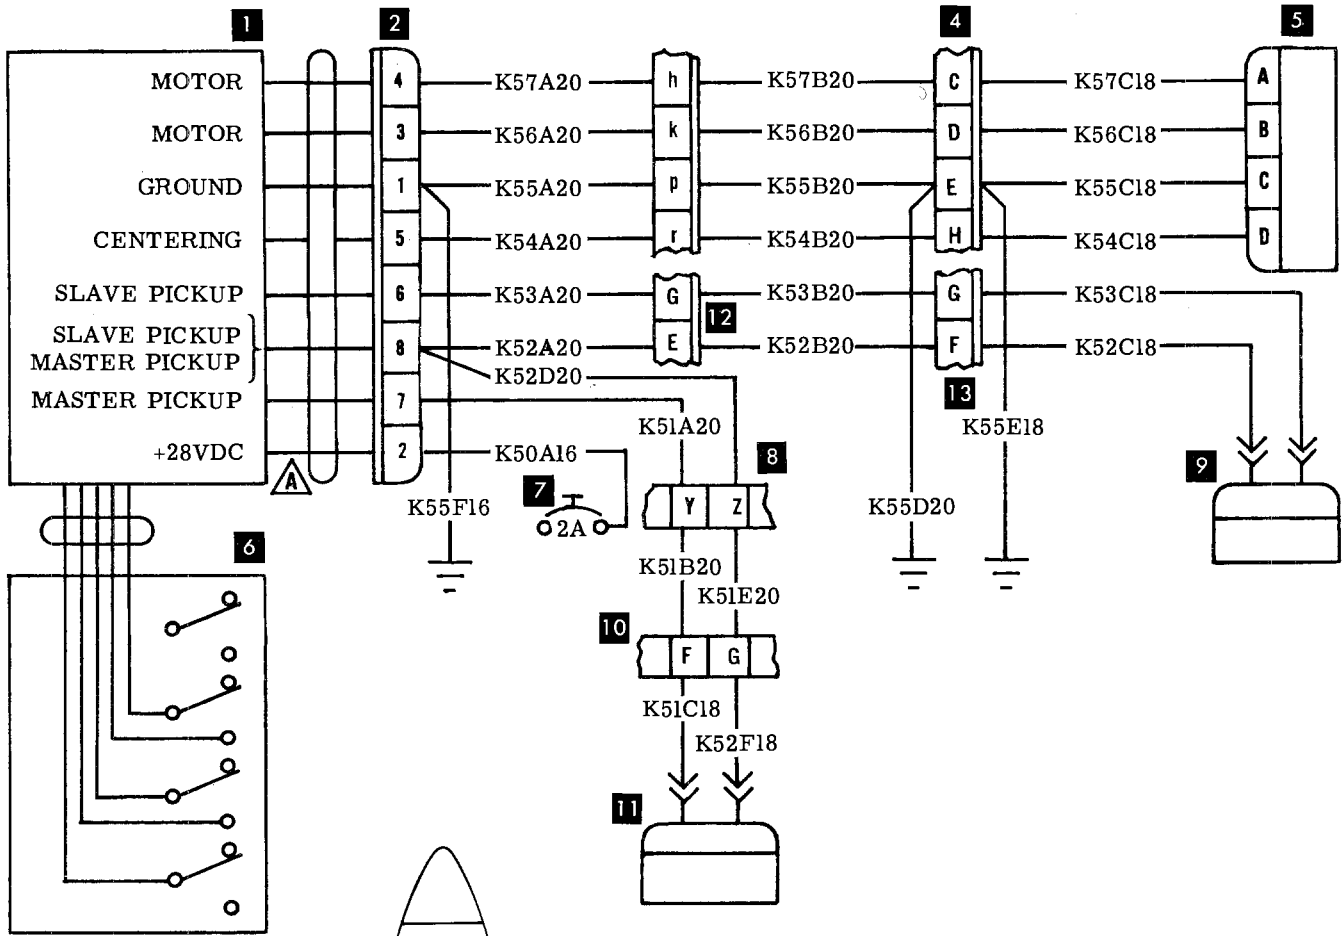 1 2 4 5
MOTOR 4 K57A20 h K57B20 C K57C18 A
MOTOR 3 K56A20 k K56B20 D K56C18 B
GROUND 1 K55A20 p K55B20 E K55C18 C
CENTERING 5 K54A20 r K54B20 H K54C18 D
SLAVE PICKUP 6 K53A20 G K53B20 G K53C18
12
SLAVE PICKUP
MASTER PICKUP 8 K52A20 E K52B20 F K52C18
K52D20
MASTER PICKUP 7 13
K51A20 K55E18
+28VDC 2 K50A16 8 9
A 7
K55F16 2A Y Z K55D20
6 K51B20
K51E20
10
F G
K51C18
K52F18
11